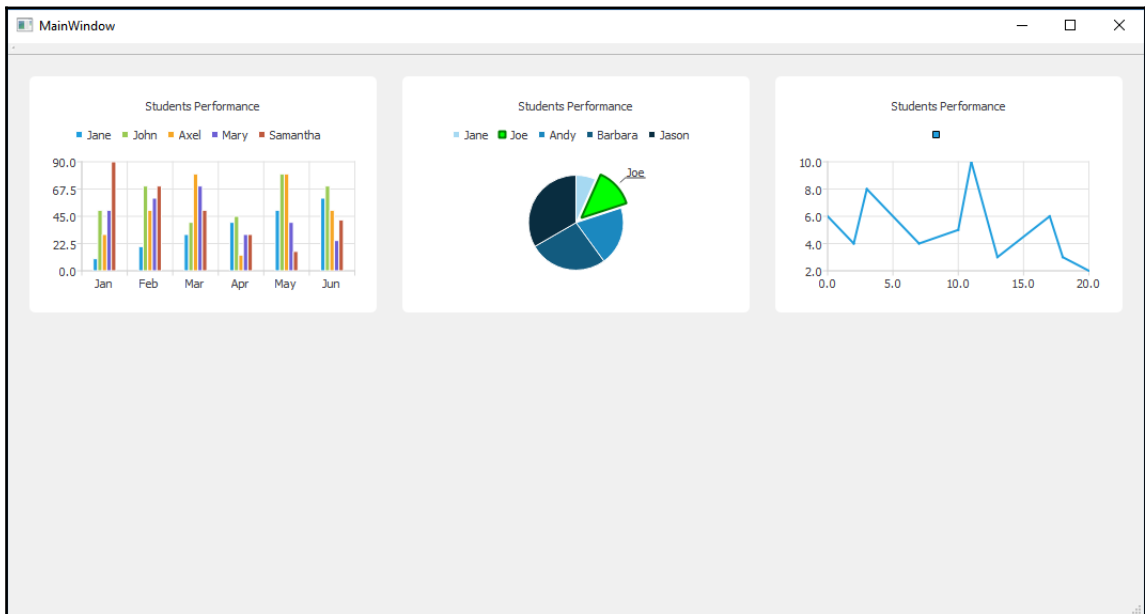 MainWindow
Students Performance
Jane John Axel Mary Samantha
90.0
67.5
45.0
22.5
0.0
Jan Feb Mar Apr May Jun
Students Performance
Jane Joe Andy Barbara Jason
Joe
Students Performance
10.0
8.0
6.0
4.0
2.0
0.0 5.0 10.0 15.0 20.0